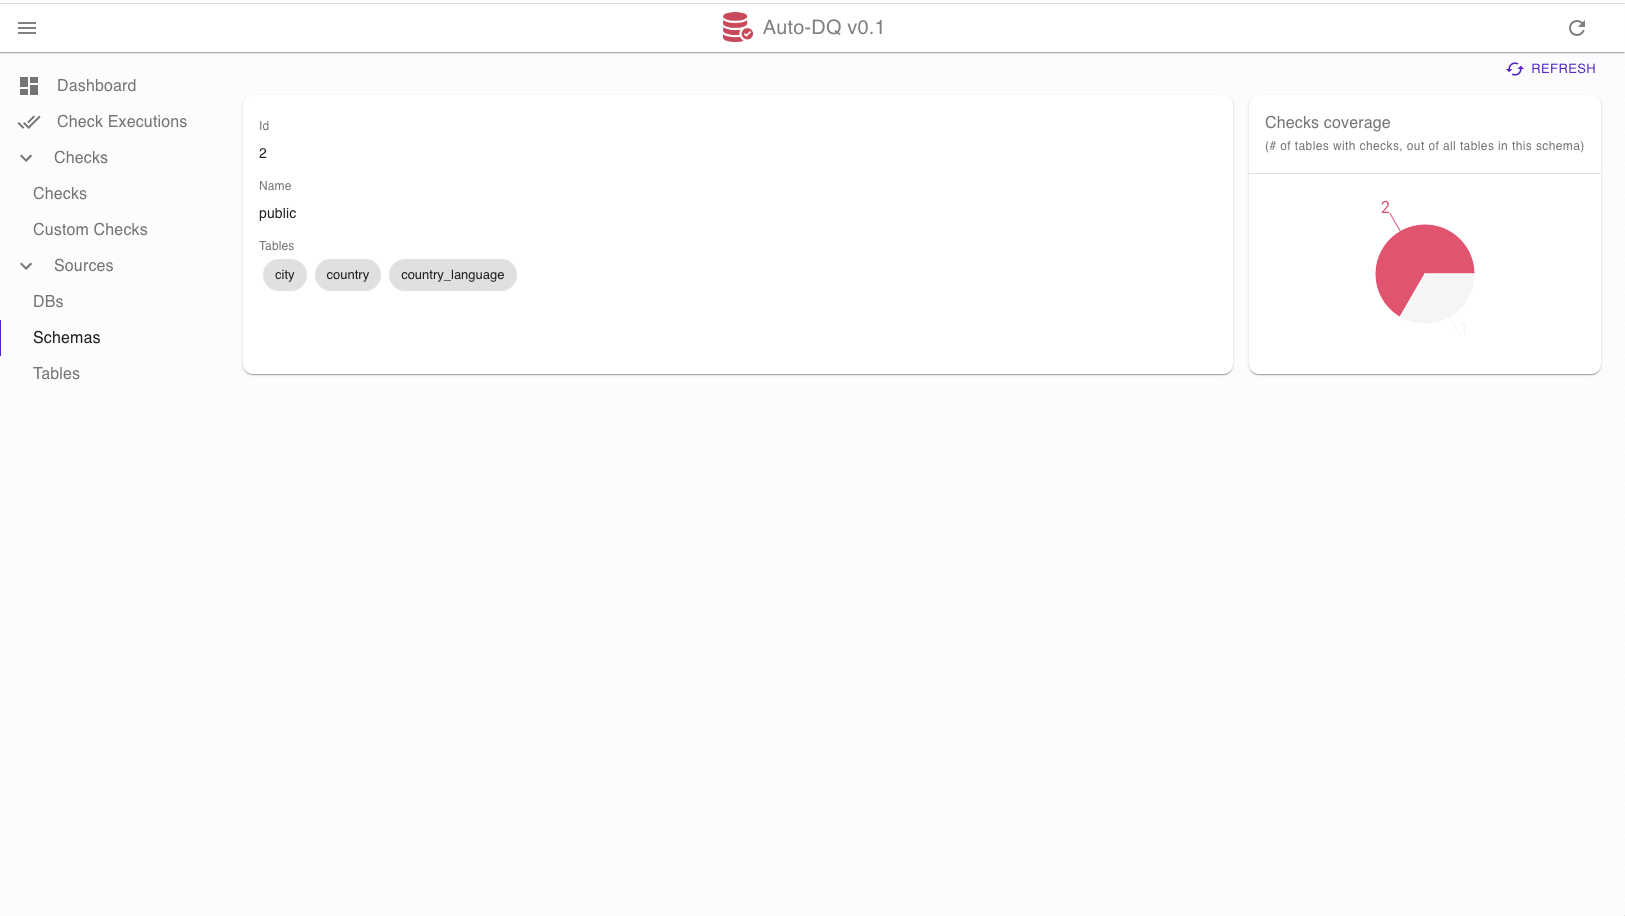 Auto-DQ v0.1
REFRESH
Dashboard
Check Executions
Checks
Checks
Custom Checks
Sources
DBs
Schemas
Tables
Id
2
Name
public
Tables
city country country_language
Checks coverage
(# of tables with checks, out of all tables in this schema)
2
1